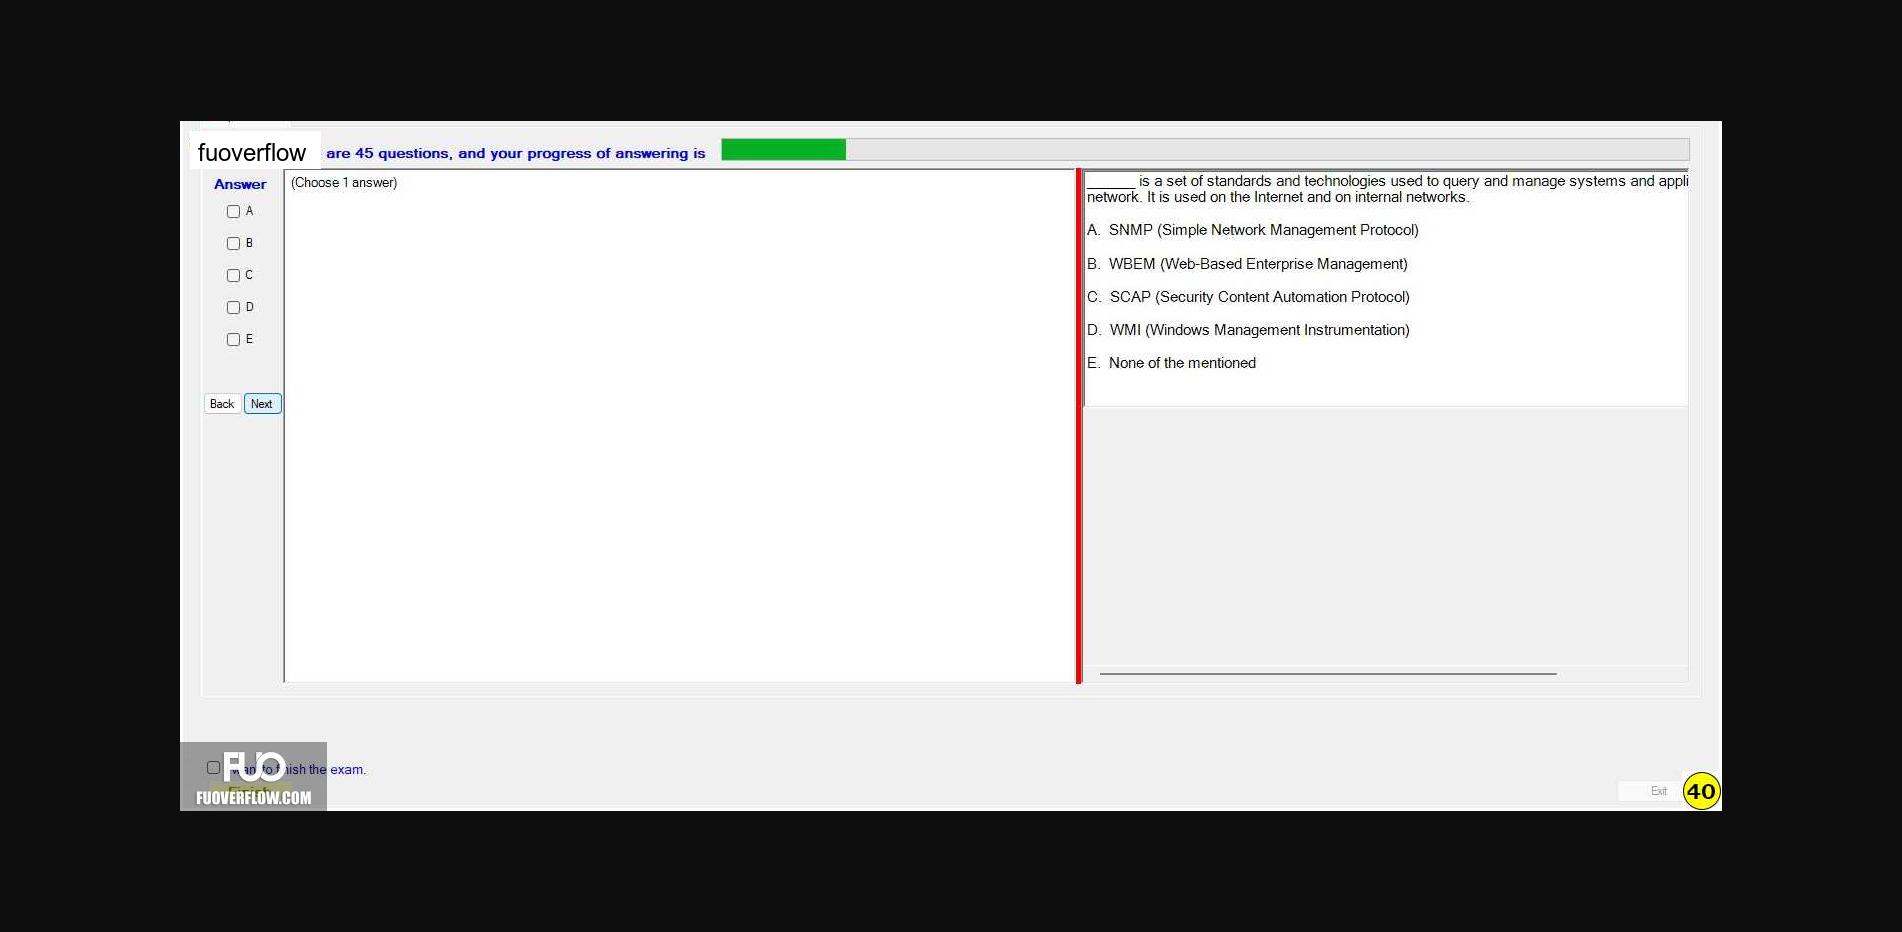 fuoverflow are 45 questions, and your progress of answering is
Answer
(Choose 1 answer)
A
B
C
D
E
Back Next
______ is a set of standards and technologies used to query and manage systems and appli
network. It is used on the Internet and on internal networks.
A. SNMP (Simple Network Management Protocol)
B. WBEM (Web-Based Enterprise Management)
C. SCAP (Security Content Automation Protocol)
D. WMI (Windows Management Instrumentation)
E. None of the mentioned
FUO
want to finish the exam.
Finish
FUOVERFLOW.COM
Exit
40